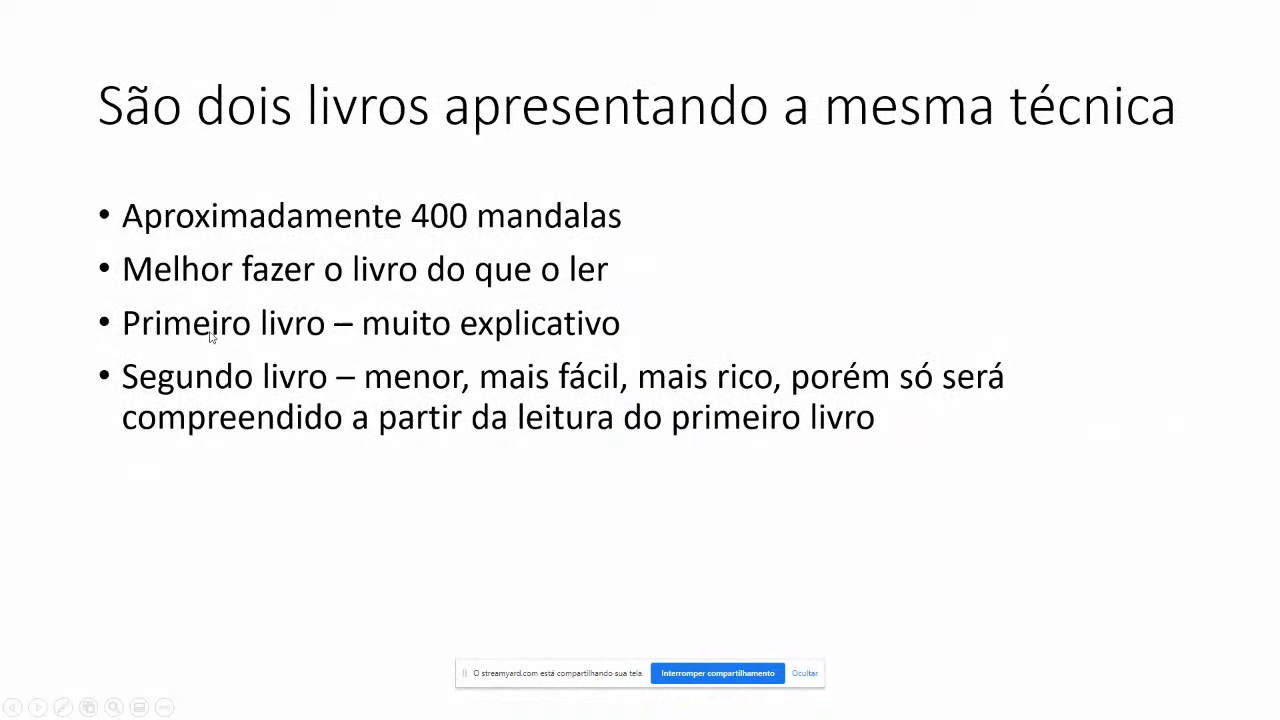 São dois livros apresentando a mesma técnica
• Aproximadamente 400 mandalas
• Melhor fazer o livro do que o ler
• Primeiro livro – muito explicativo
• Segundo livro – menor, mais fácil, mais rico, porém só será
compreendido a partir da leitura do primeiro livro
O streamyard.com está compartilhando sua tela. Interromper compartilhamento Ocultar